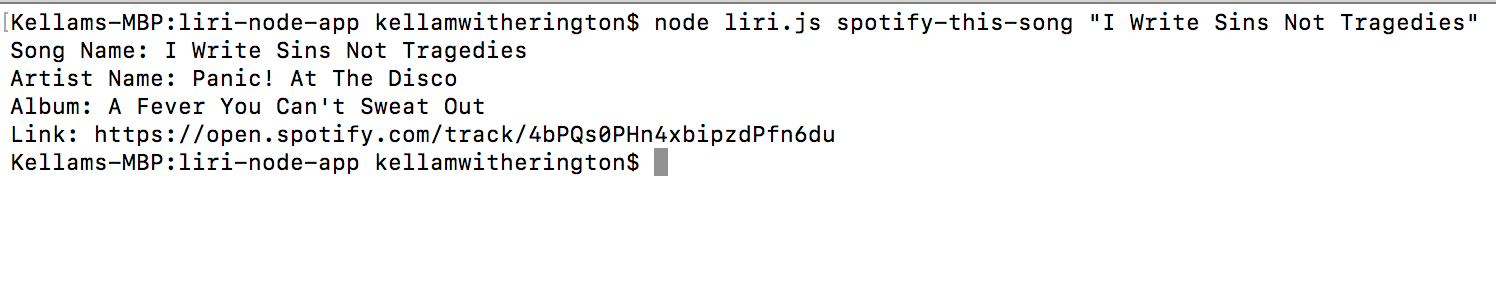 [Kellams-MBP:liri-node-app kellamwitherington$ node liri.js spotify-this-song "I Write Sins Not Tragedies"
Song Name: I Write Sins Not Tragedies
Artist Name: Panic! At The Disco
Album: A Fever You Can't Sweat Out
Link: https://open.spotify.com/track/4bPQs0PHn4xbipzdPfn6du
Kellams-MBP:liri-node-app kellamwitherington$